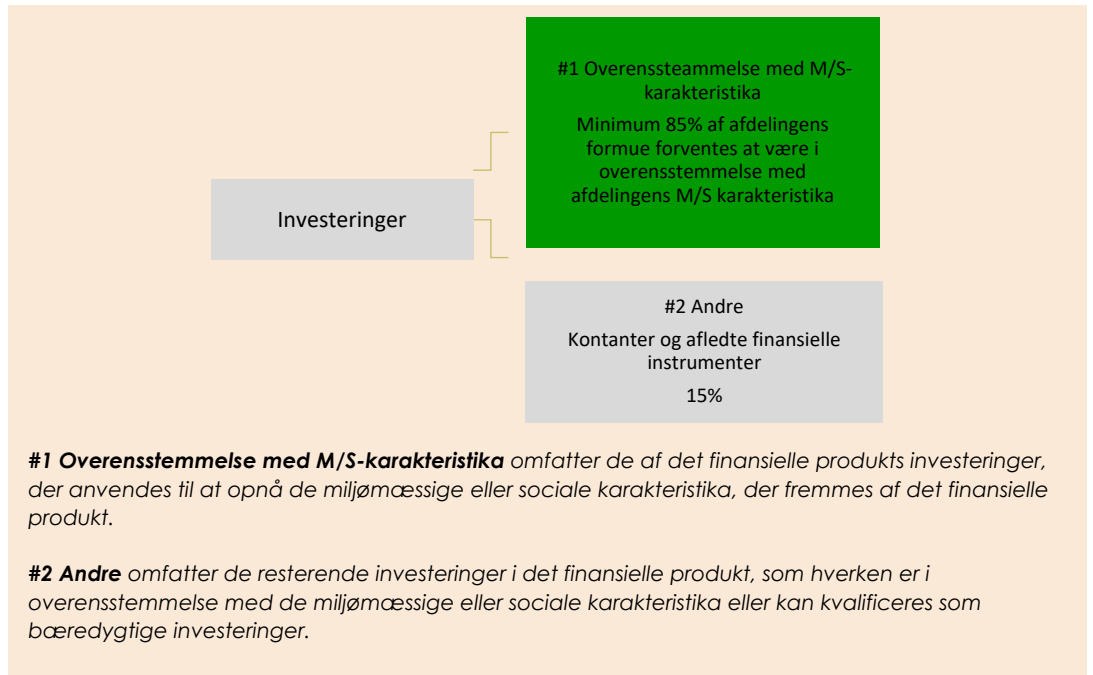 #1 Overenssteammelse med M/S-
karakteristika
Minimum 85% af afdelingens
formue forventes at være i
overensstemmelse med
afdelingens M/S karakteristika
Investeringer
#2 Andre
Kontanter og afledte finansielle
instrumenter
15%
#1 Overensstemmelse med M/S-karakteristika omfatter de af det finansielle produkts investeringer,
der anvendes til at opnå de miljømæssige eller sociale karakteristika, der fremmes af det finansielle
produkt.
#2 Andre omfatter de resterende investeringer i det finansielle produkt, som hverken er i
overensstemmelse med de miljømæssige eller sociale karakteristika eller kan kvalificeres som
bæredygtige investeringer.